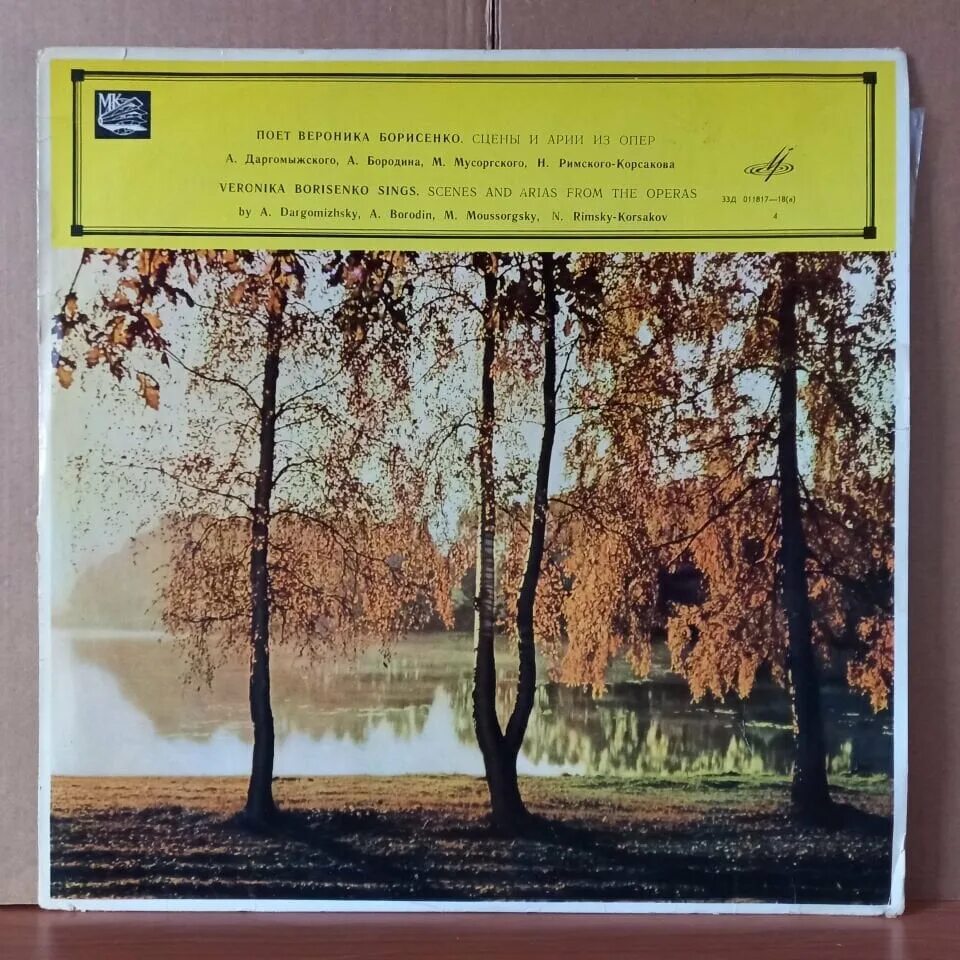 МК
ПОЕТ ВЕРОНИКА БОРИСЕНКО. СЦЕНЫ И АРИИ ИЗ ОПЕР
А. Даргомыжского, А. Бородина, М. Мусоргского, Н. Римского-Корсакова
VERONIKA BORISENKO SINGS. SCENES AND ARIAS FROM THE OPERAS
by A. Dargomizhsky, A. Borodin, M. Moussorgsky, N. Rimsky-Korsakov
33Д 011817—18(а)
4